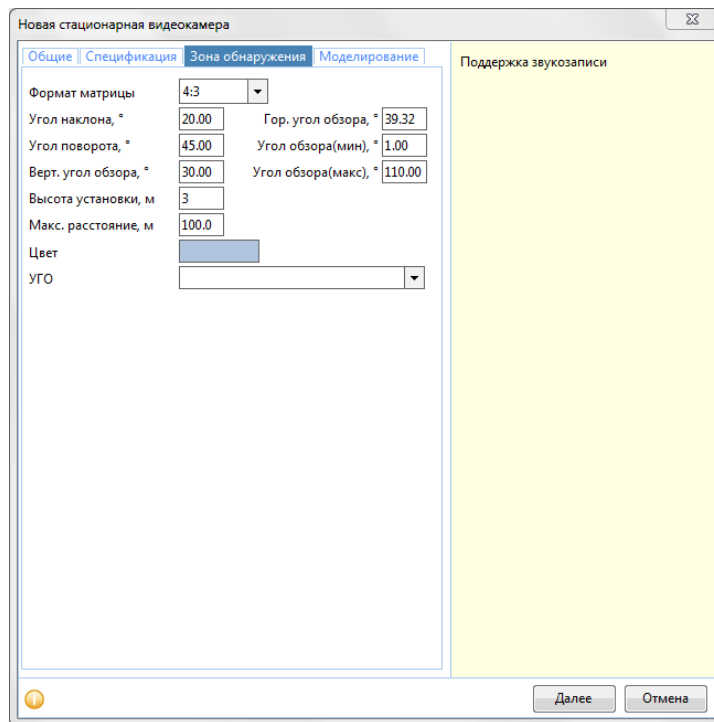 Новая стационарная видеокамера
Общие Спецификация Зона обнаружения Моделирование
Поддержка звукозаписи
Формат матрицы 4:3
Угол наклона, ° 20.00 Гор. угол обзора, ° 39.32
Угол поворота, ° 45.00 Угол обзора(мин), ° 1.00
Верт. угол обзора, ° 30.00 Угол обзора(макс), ° 110.00
Высота установки, м 3
Макс. расстояние, м 100.0
Цвет
УГО
Далее Отмена